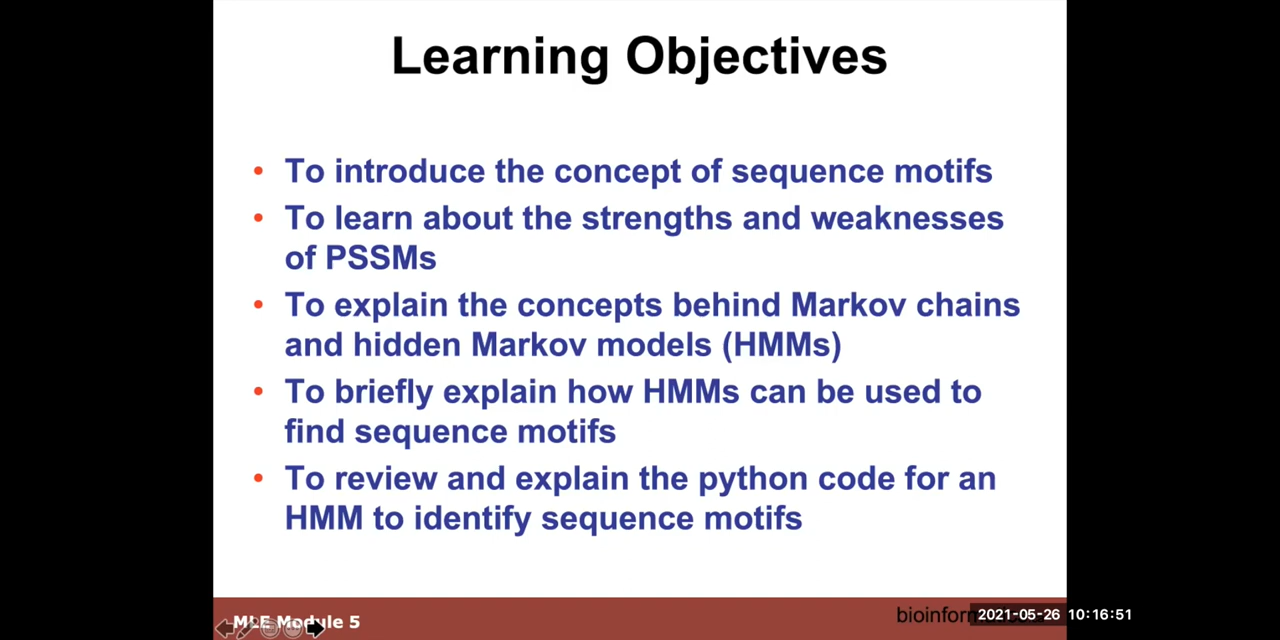 Learning Objectives
• To introduce the concept of sequence motifs
• To learn about the strengths and weaknesses
of PSSMs
• To explain the concepts behind Markov chains
and hidden Markov models (HMMs)
• To briefly explain how HMMs can be used to
find sequence motifs
• To review and explain the python code for an
HMM to identify sequence motifs
MLE Module 5
2021-05-26 10:16:51